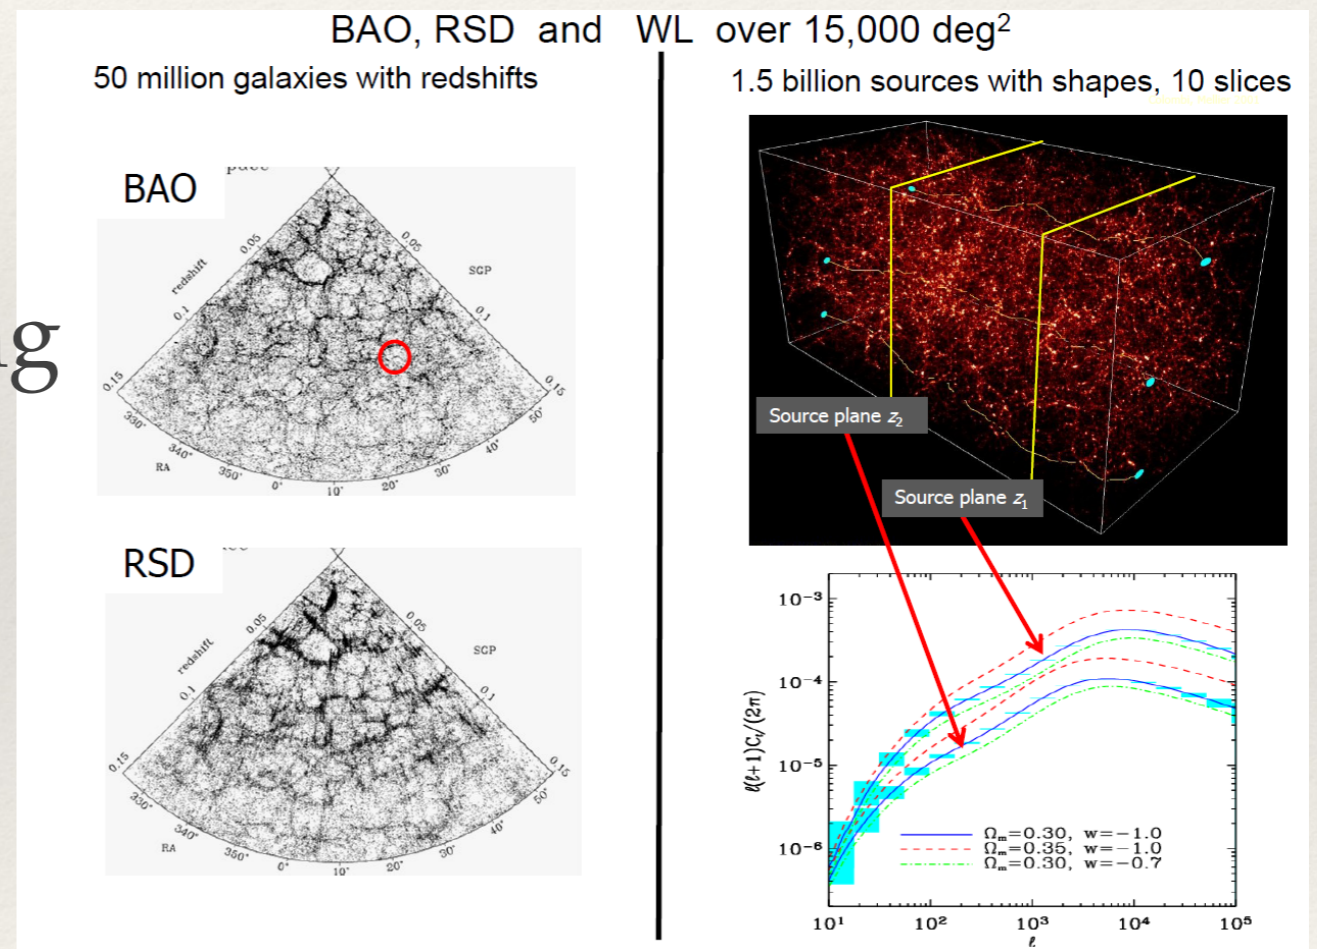 BAO, RSD and WL over 15,000 deg²
50 million galaxies with redshifts
BAO
0.05
0.05
redshift
SGP
0.1
0.1
0.15
0.15
330°
340°
RA
350°
0°
10°
20°
30°
40°
50°
RSD
0.05
0.05
redshift
SGP
0.1
0.1
0.15
0.15
330°
340°
RA
350°
0°
10°
20°
30°
40°
50°
1.5 billion sources with shapes, 10 slices
Source plane z₂
Source plane z₁
10⁻³
10⁻⁴
10⁻⁵
10⁻⁶
ℓ(ℓ+1)Cℓ/(2π)
Ωₘ=0.30, w=−1.0
Ωₘ=0.35, w=−1.0
Ωₘ=0.30, w=−0.7
10¹ 10² 10³ 10⁴ 10⁵
ℓ